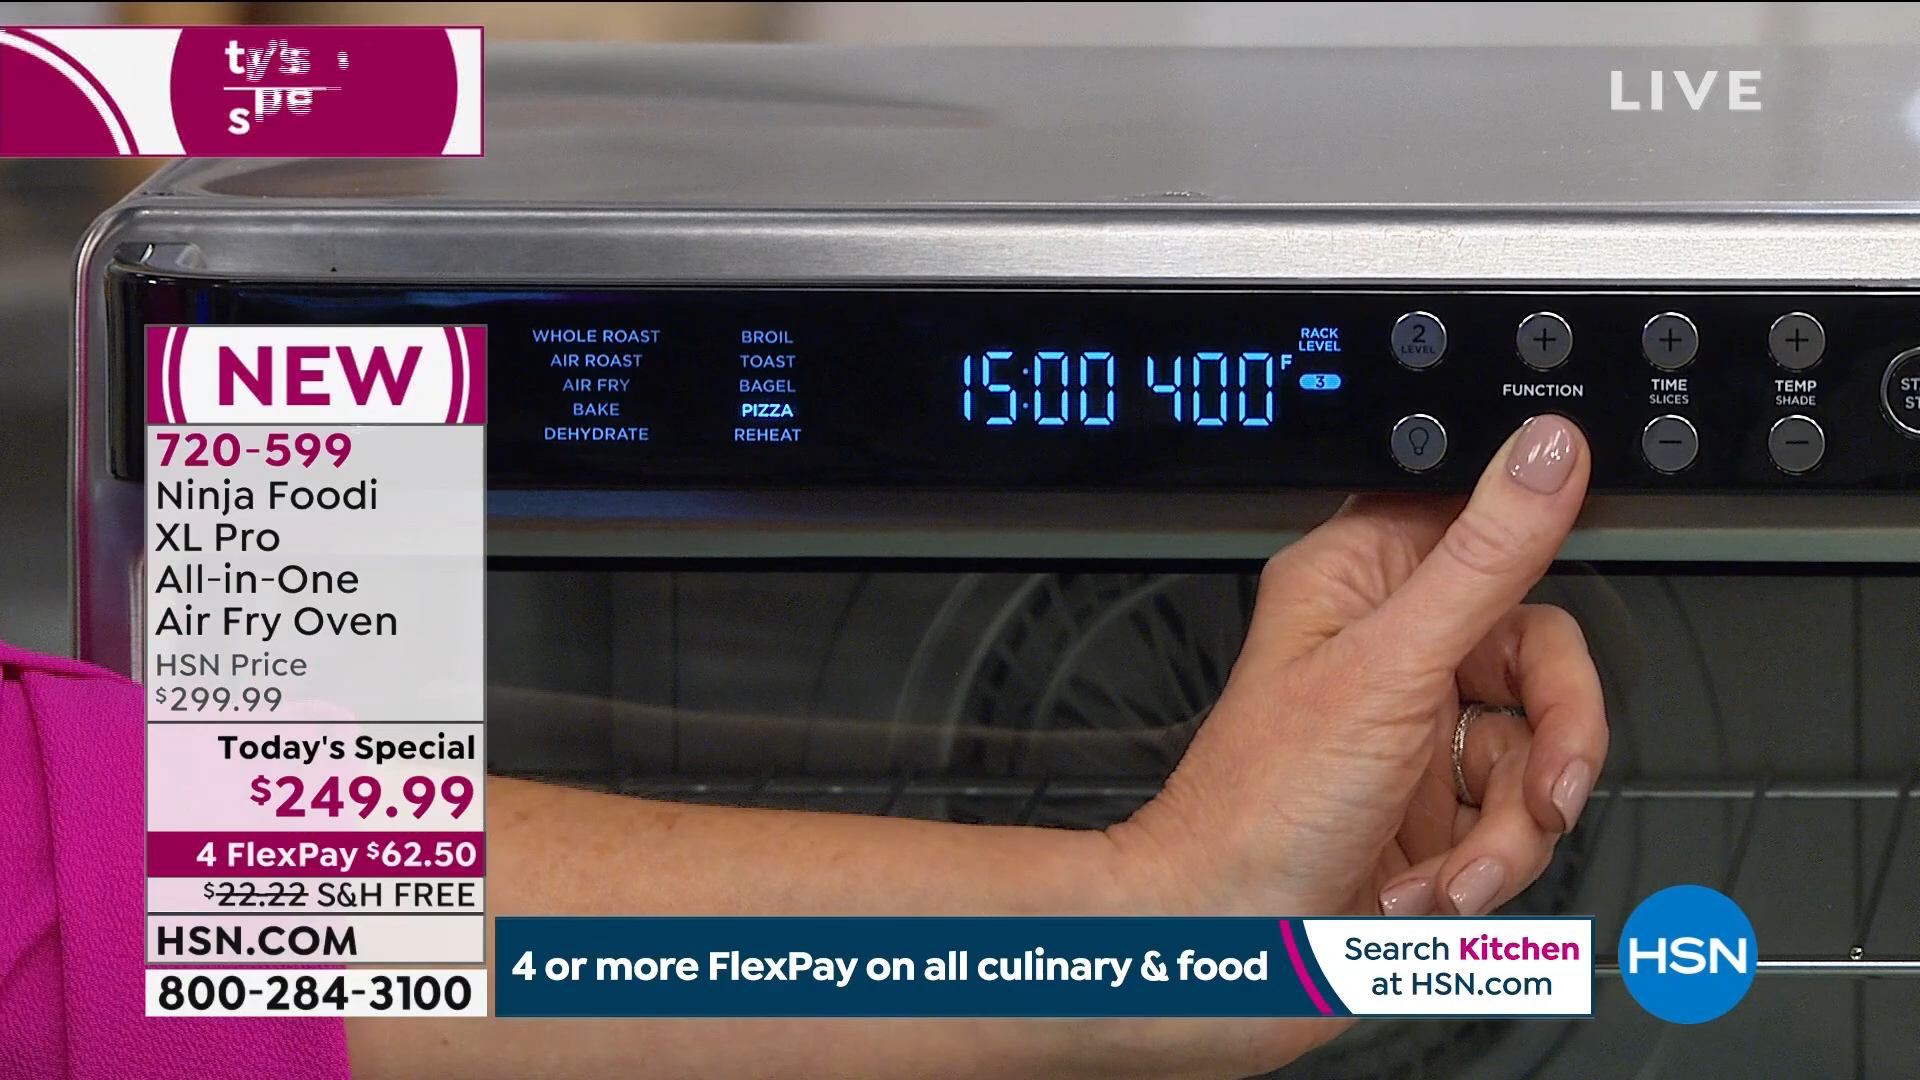 LIVE
WHOLE ROAST
AIR ROAST
AIR FRY
BAKE
DEHYDRATE
BROIL
TOAST
BAGEL
PIZZA
REHEAT
15:00 400F
RACK
LEVEL
3
2
LEVEL
FUNCTION
TIME
SLICES
TEMP
SHADE
NEW
720-599
Ninja Foodi
XL Pro
All-in-One
Air Fry Oven
HSN Price
$299.99
Today's Special
$249.99
4 FlexPay $62.50
$22.22 S&H FREE
HSN.COM
800-284-3100
4 or more FlexPay on all culinary & food
Search Kitchen
at HSN.com
HSN